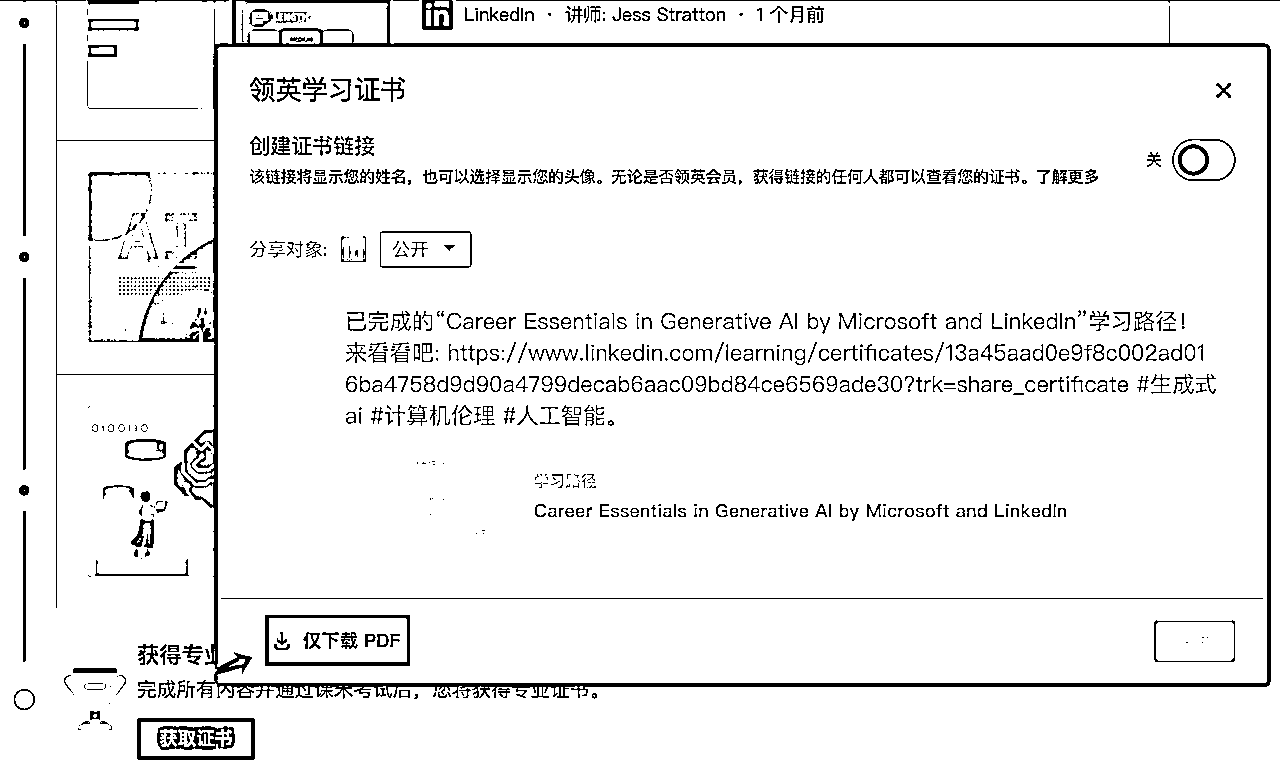 LENGTH
MEDIUM
in LinkedIn · 讲师: Jess Stratton · 1 个月前
领英学习证书
创建证书链接
该链接将显示您的姓名，也可以选择显示您的头像。无论是否领英会员，获得链接的任何人都可以查看您的证书。了解更多
关
分享对象:
公开
AI
已完成的“Career Essentials in Generative AI by Microsoft and LinkedIn”学习路径！
来看看吧: https://www.linkedin.com/learning/certificates/13a45aad0e9f8c002ad01
6ba4758d9d90a4799decab6aac09bd84ce6569ade30?trk=share_certificate #生成式
ai #计算机伦理 #人工智能。
0100110
学习路径
Career Essentials in Generative AI by Microsoft and LinkedIn
仅下载 PDF
获得专业
完成所有内容并通过课末考试后，您将获得专业证书。
获取证书